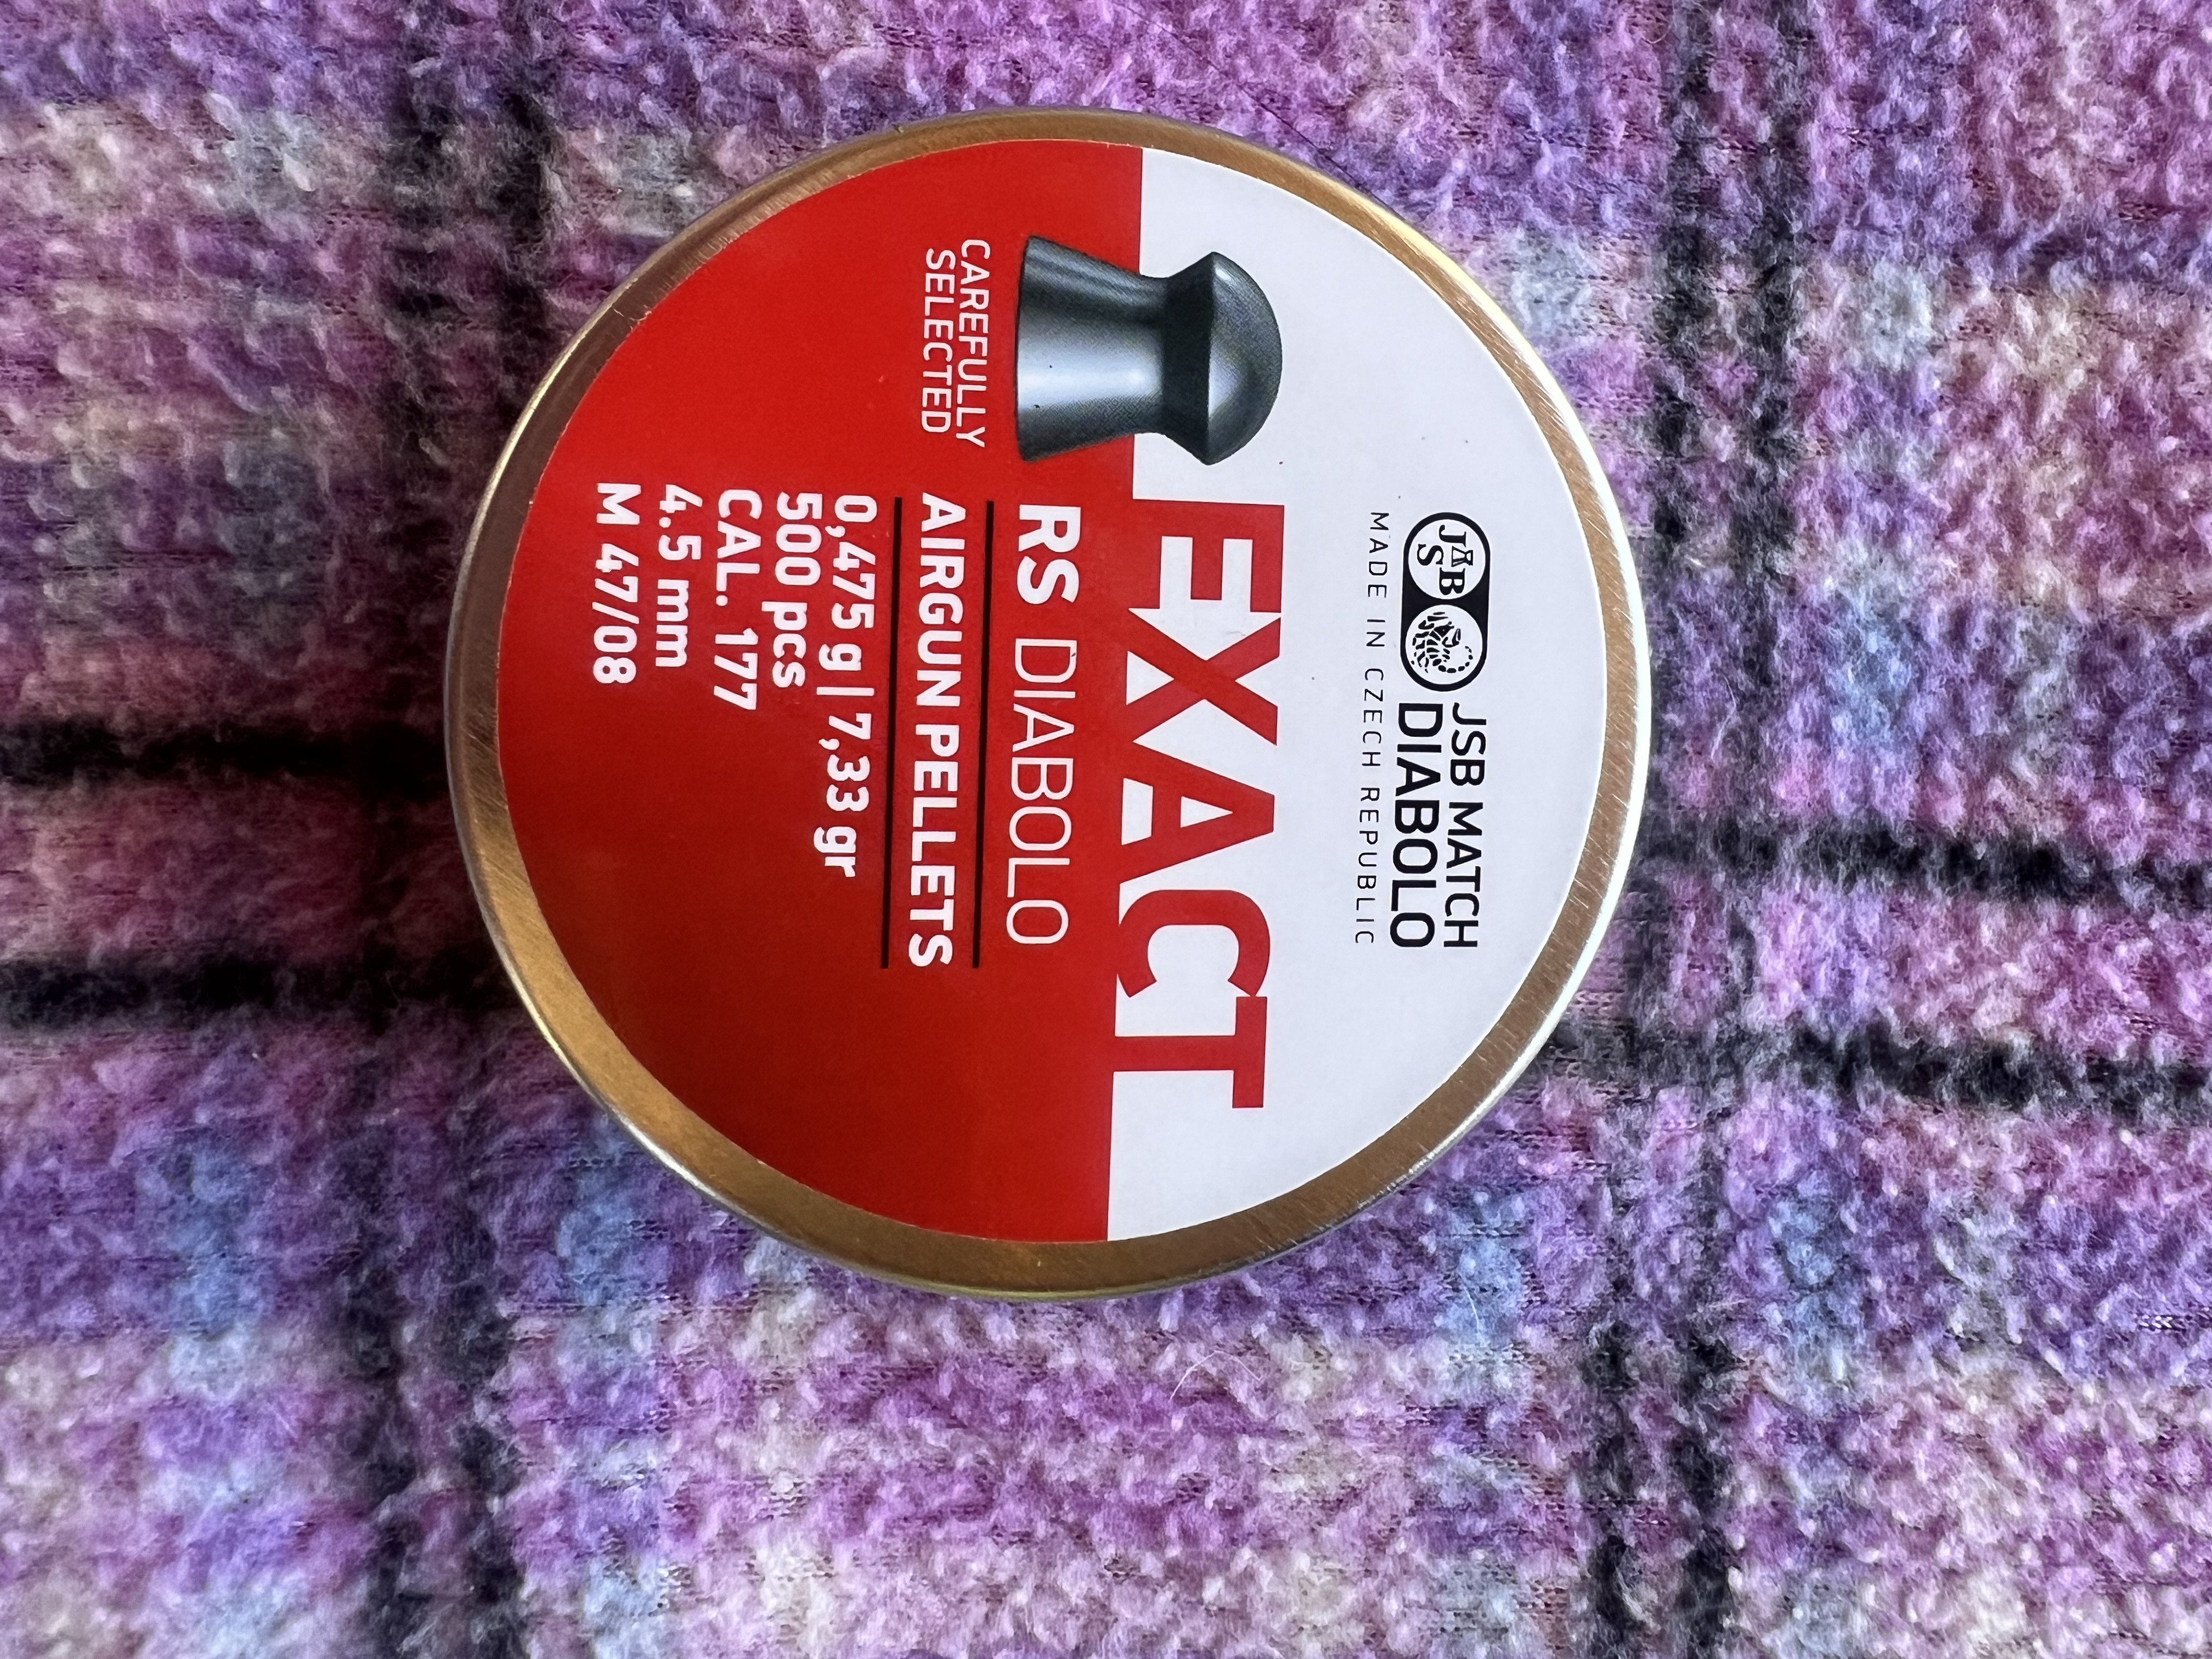 JSB
JSB MATCH
DIABOLO
MADE IN CZECH REPUBLIC
EXACT
RS DIABOLO
CAREFULLY
SELECTED
AIRGUN PELLETS
0,475 g | 7,33 gr
500 pcs
CAL. 177
4.5 mm
M 47/08